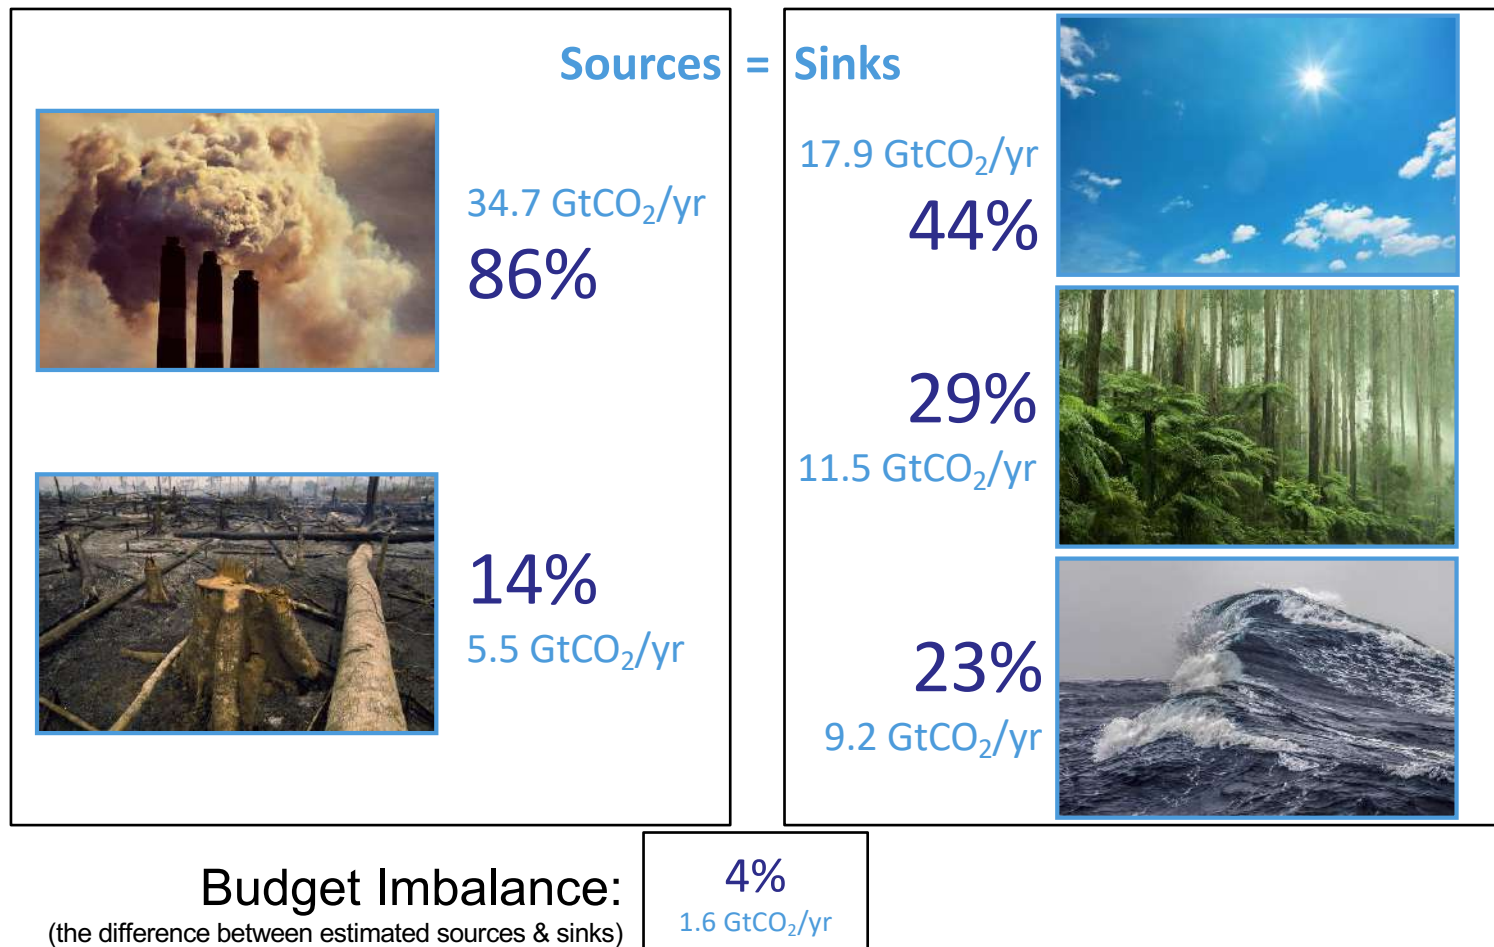 Sources = Sinks
34.7 GtCO₂/yr
86%
14%
5.5 GtCO₂/yr
17.9 GtCO₂/yr
44%
29%
11.5 GtCO₂/yr
23%
9.2 GtCO₂/yr
Budget Imbalance:
(the difference between estimated sources & sinks)
4%
1.6 GtCO₂/yr